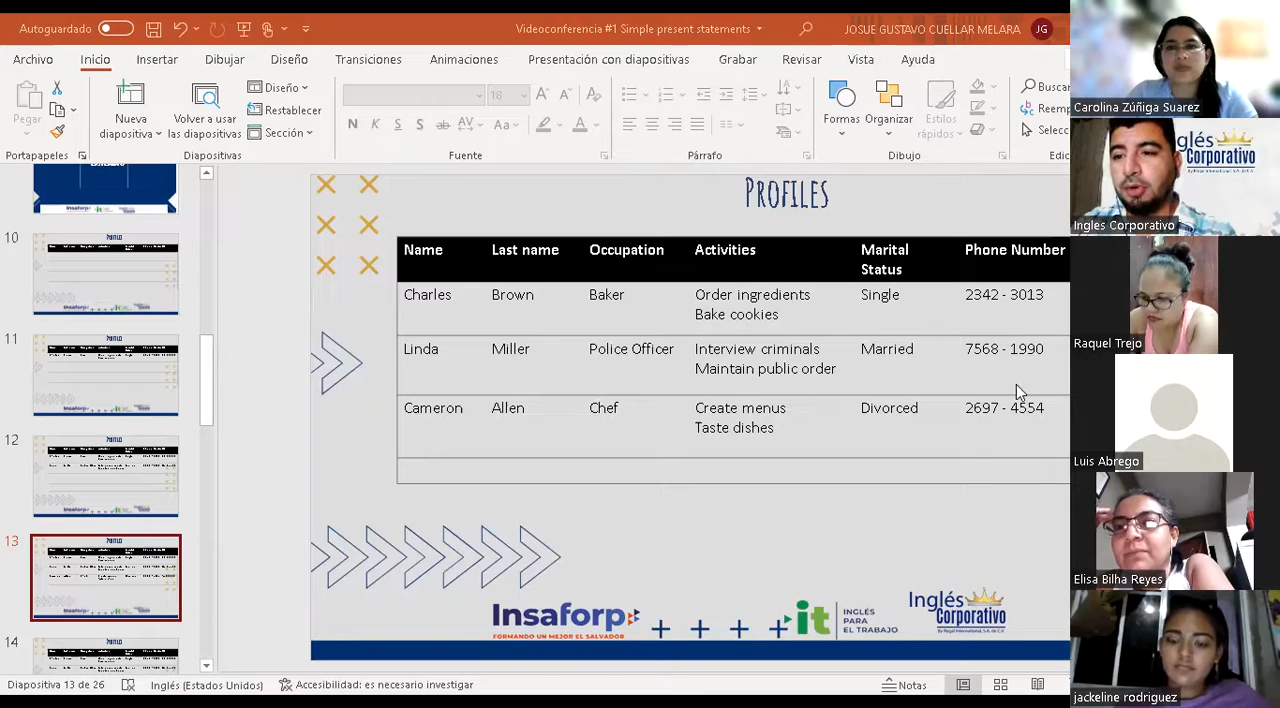 Autoguardado
Videoconferencia #1 Simple present statements
JOSUE GUSTAVO CUELLAR MELARA
JG
Archivo Inicio Insertar Dibujar Diseño Transiciones Animaciones Presentación con diapositivas Grabar Revisar Vista Ayuda
Pegar
Nueva
diapositiva
Volver a usar
las diapositivas
Diseño
Restablecer
Sección
18
N K S S ab
Aa
Formas
Organizar
Estilos
rápidos
Buscar
Reemp
Selecc
Portapapeles
Diapositivas
Fuente
Párrafo
Dibujo
10
11
12
13
14
Profiles
Name Last name Occupation Activities Marital Status Phone Number
Charles Brown Baker Order ingredients Single 2342 - 3013
Bake cookies
Linda Miller Police Officer Interview criminals Married 7568 - 1990
Maintain public order
Cameron Allen Chef Create menus Divorced 2697 - 4554
Taste dishes
Insaforp
FORMANDO UN MEJOR EL SALVADOR
it
INGLÉS
PARA
EL TRABAJO
Inglés
Corporativo
Diapositiva 13 de 26
Inglés (Estados Unidos)
Accesibilidad: es necesario investigar
Notas
Carolina Zúñiga Suarez
Ingles Corporativo
Raquel Trejo
Luis Abrego
Elisa Bilha Reyes
jackeline rodriguez